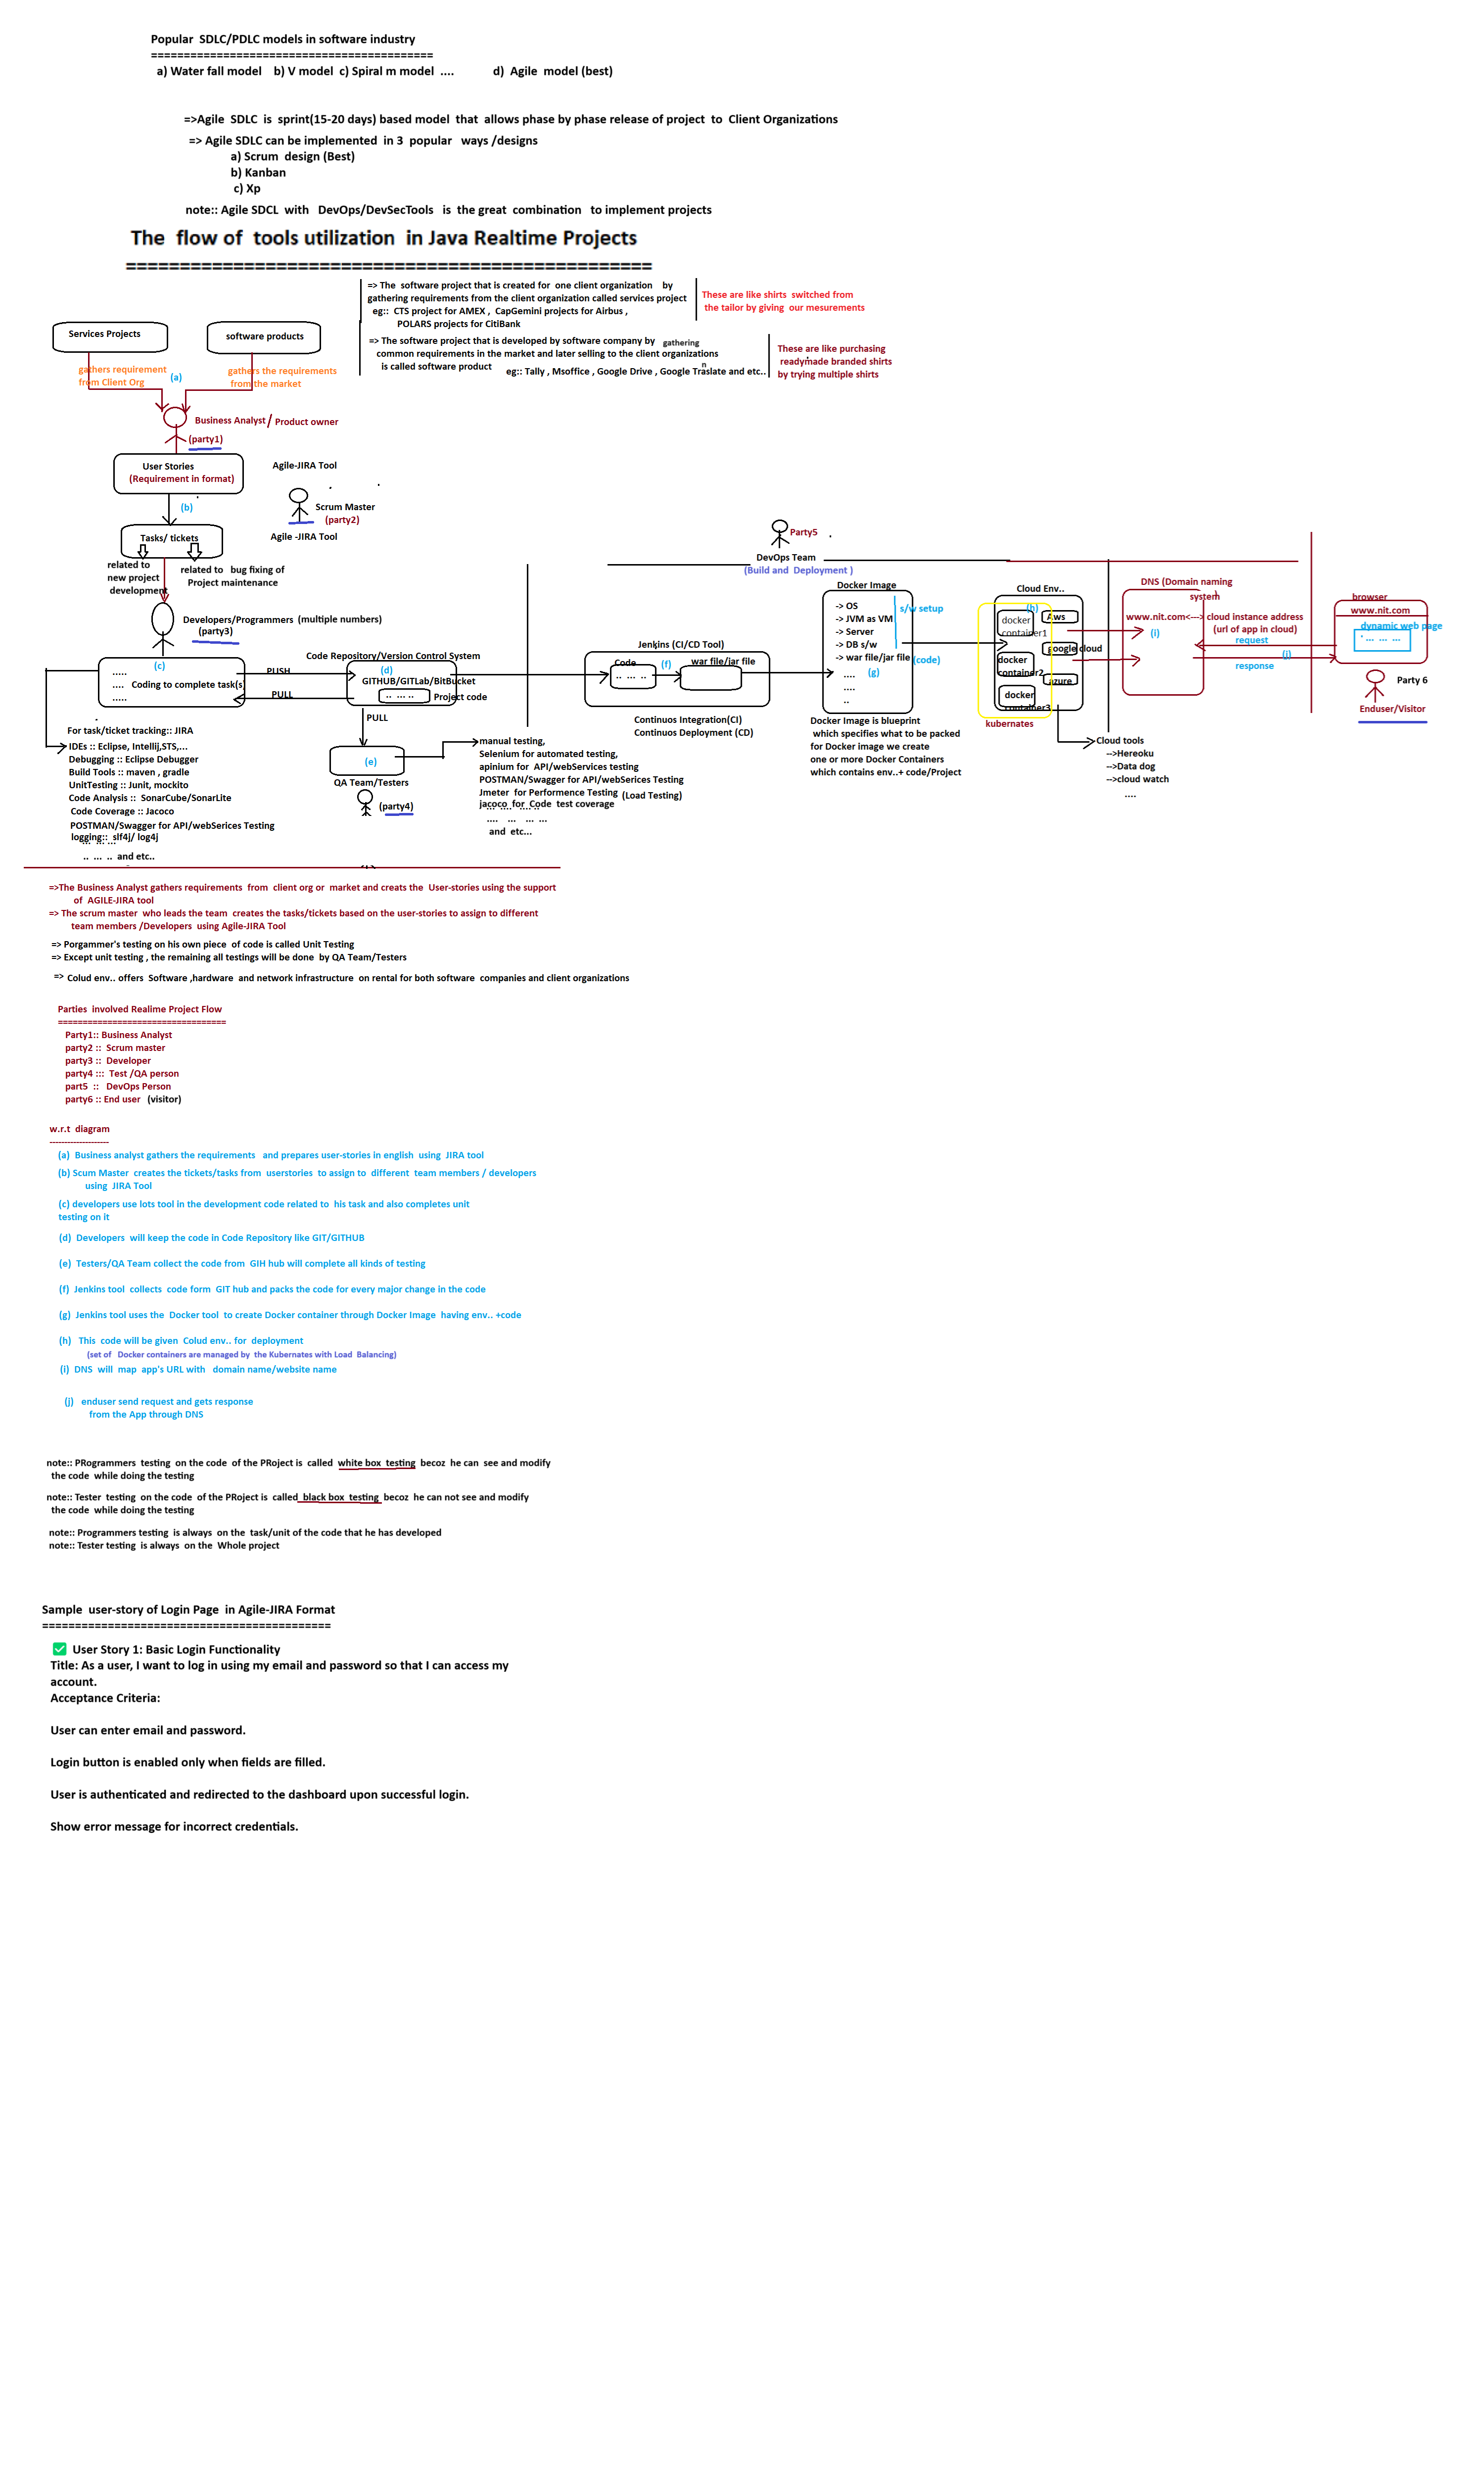 Popular SDLC/PDLC models in software industry
===========================================
a) Water fall model b) V model c) Spiral m model .... d) Agile model (best)
=>Agile SDLC is sprint(15-20 days) based model that allows phase by phase release of project to Client Organizations
=> Agile SDLC can be implemented in 3 popular ways /designs
a) Scrum design (Best)
b) Kanban
c) Xp
note:: Agile SDCL with DevOps/DevSecTools is the great combination to implement projects
The flow of tools utilization in Java Realtime Projects
================================================
=> The software project that is created for one client organization by
gathering requirements from the client organization called services project
eg:: CTS project for AMEX , CapGemini projects for Airbus ,
POLARS projects for CitiBank
These are like shirts switched from
the tailor by giving our mesurements
=> The software project that is developed by software company by gathering
common requirements in the market and later selling to the client organizations
is called software product eg:: Tally , Msoffice , Google Drive , Google Traslate and etc..
n
These are like purchasing
readymade branded shirts
by trying multiple shirts
Services Projects
software products
gathers requirement
from Client Org
(a)
gathers the requirements
from the market
Business Analyst / Product owner
(party1)
User Stories
(Requirement in format)
Agile-JIRA Tool
(b)
Scrum Master
(party2)
Tasks/ tickets
Agile -JIRA Tool
related to
new project
development
related to bug fixing of
Project maintenance
Developers/Programmers (multiple numbers)
(party3)
(c)
.....
.... Coding to complete task(s)
.....
PUSH
PULL
Code Repository/Version Control System
(d)
GITHUB/GITLab/BitBucket
.. ... ..
Project code
PULL
(e)
QA Team/Testers
(party4)
For task/ticket tracking:: JIRA
IDEs :: Eclipse, Intellij,STS,...
Debugging :: Eclipse Debugger
Build Tools :: maven , gradle
UnitTesting :: Junit, mockito
Code Analysis :: SonarCube/SonarLite
Code Coverage :: Jacoco
POSTMAN/Swagger for API/webSerices Testing
logging:: slf4j/ log4j
... ... ...
.. ... .. and etc..
manual testing,
Selenium for automated testing,
apinium for API/webServices testing
POSTMAN/Swagger for API/webSerices Testing
Jmeter for Performence Testing (Load Testing)
jacoco for Code test coverage
... .... .... ..
.... ... ... ...
and etc...
Party5
DevOps Team
(Build and Deployment )
Jenkins (CI/CD Tool)
Code
.. ... ..
(f)
war file/jar file
Continuos Integration(CI)
Continuos Deployment (CD)
Docker Image
-> OS
-> JVM as VM
-> Server
-> DB s/w
-> war file/jar file
....
....
..
s/w setup
(code)
(g)
Docker Image is blueprint
which specifies what to be packed
for Docker image we create
one or more Docker Containers
which contains env..+ code/Project
Cloud Env..
(h)
docker
container1
docker
container2
docker
container3
Aws
google cloud
azure
kubernates
Cloud tools
-->Hereoku
-->Data dog
-->cloud watch
....
DNS (Domain naming
system )
www.nit.com<---> cloud instance address
(url of app in cloud)
(i)
request
(j)
response
browser
www.nit.com
dynamic web page
... ... ...
Party 6
Enduser/Visitor
=>The Business Analyst gathers requirements from client org or market and creats the User-stories using the support
of AGILE-JIRA tool
=> The scrum master who leads the team creates the tasks/tickets based on the user-stories to assign to different
team members /Developers using Agile-JIRA Tool
=> Porgammer's testing on his own piece of code is called Unit Testing
=> Except unit testing , the remaining all testings will be done by QA Team/Testers
=> Colud env.. offers Software ,hardware and network infrastructure on rental for both software companies and client organizations
Parties involved Realime Project Flow
==================================
Party1:: Business Analyst
party2 :: Scrum master
party3 :: Developer
party4 ::: Test /QA person
part5 :: DevOps Person
party6 :: End user (visitor)
w.r.t diagram
--------------------
(a) Business analyst gathers the requirements and prepares user-stories in english using JIRA tool
(b) Scum Master creates the tickets/tasks from userstories to assign to different team members / developers
using JIRA Tool
(c) developers use lots tool in the development code related to his task and also completes unit
testing on it
(d) Developers will keep the code in Code Repository like GIT/GITHUB
(e) Testers/QA Team collect the code from GIH hub will complete all kinds of testing
(f) Jenkins tool collects code form GIT hub and packs the code for every major change in the code
(g) Jenkins tool uses the Docker tool to create Docker container through Docker Image having env.. +code
(h) This code will be given Colud env.. for deployment
(set of Docker containers are managed by the Kubernates with Load Balancing)
(i) DNS will map app's URL with domain name/website name
(j) enduser send request and gets response
from the App through DNS
note:: PRogrammers testing on the code of the PRoject is called white box testing becoz he can see and modify
the code while doing the testing
note:: Tester testing on the code of the PRoject is called black box testing becoz he can not see and modify
the code while doing the testing
note:: Programmers testing is always on the task/unit of the code that he has developed
note:: Tester testing is always on the Whole project
Sample user-story of Login Page in Agile-JIRA Format
============================================
✅ User Story 1: Basic Login Functionality
Title: As a user, I want to log in using my email and password so that I can access my
account.
Acceptance Criteria:
User can enter email and password.
Login button is enabled only when fields are filled.
User is authenticated and redirected to the dashboard upon successful login.
Show error message for incorrect credentials.